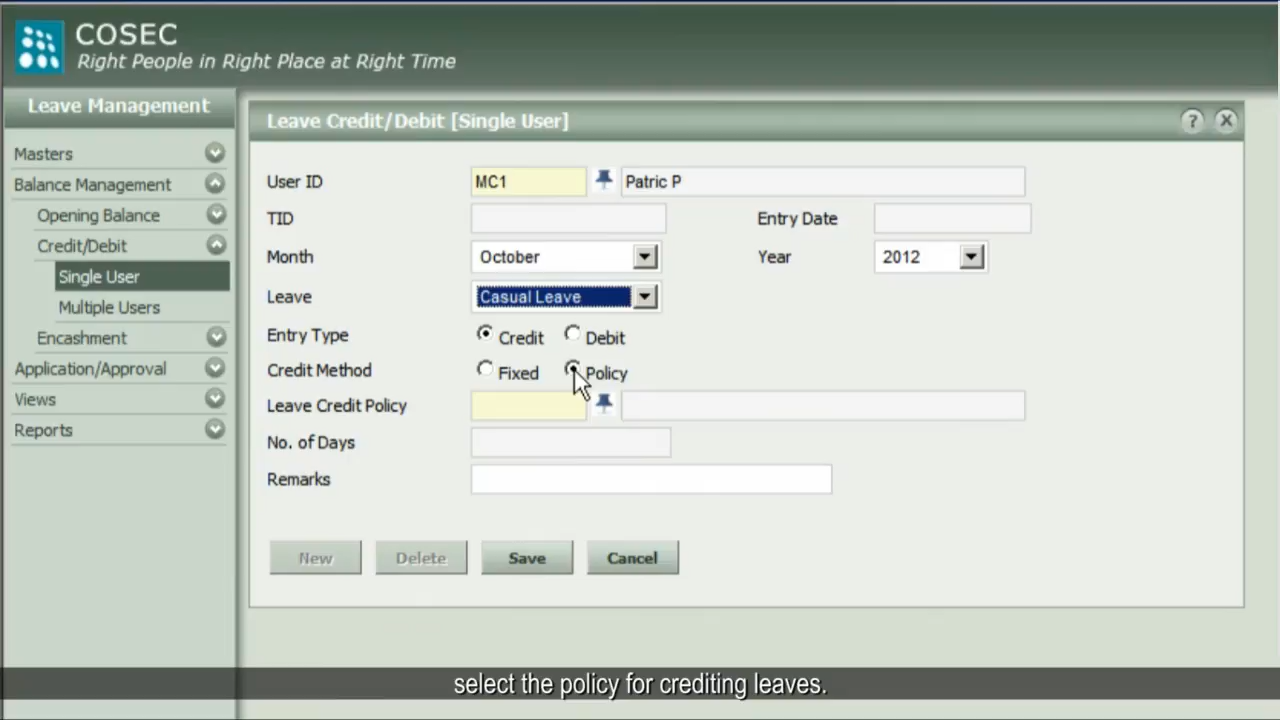 COSEC
Right People in Right Place at Right Time
Leave Management
Masters
Balance Management
Opening Balance
Credit/Debit
Single User
Multiple Users
Encashment
Application/Approval
Views
Reports
Leave Credit/Debit [Single User]
? X
User ID MC1 Patric P
TID Entry Date
Month October Year 2012
Leave Casual Leave
Entry Type Credit Debit
Credit Method Fixed Policy
Leave Credit Policy
No. of Days
Remarks
New Delete Save Cancel
select the policy for crediting leaves.